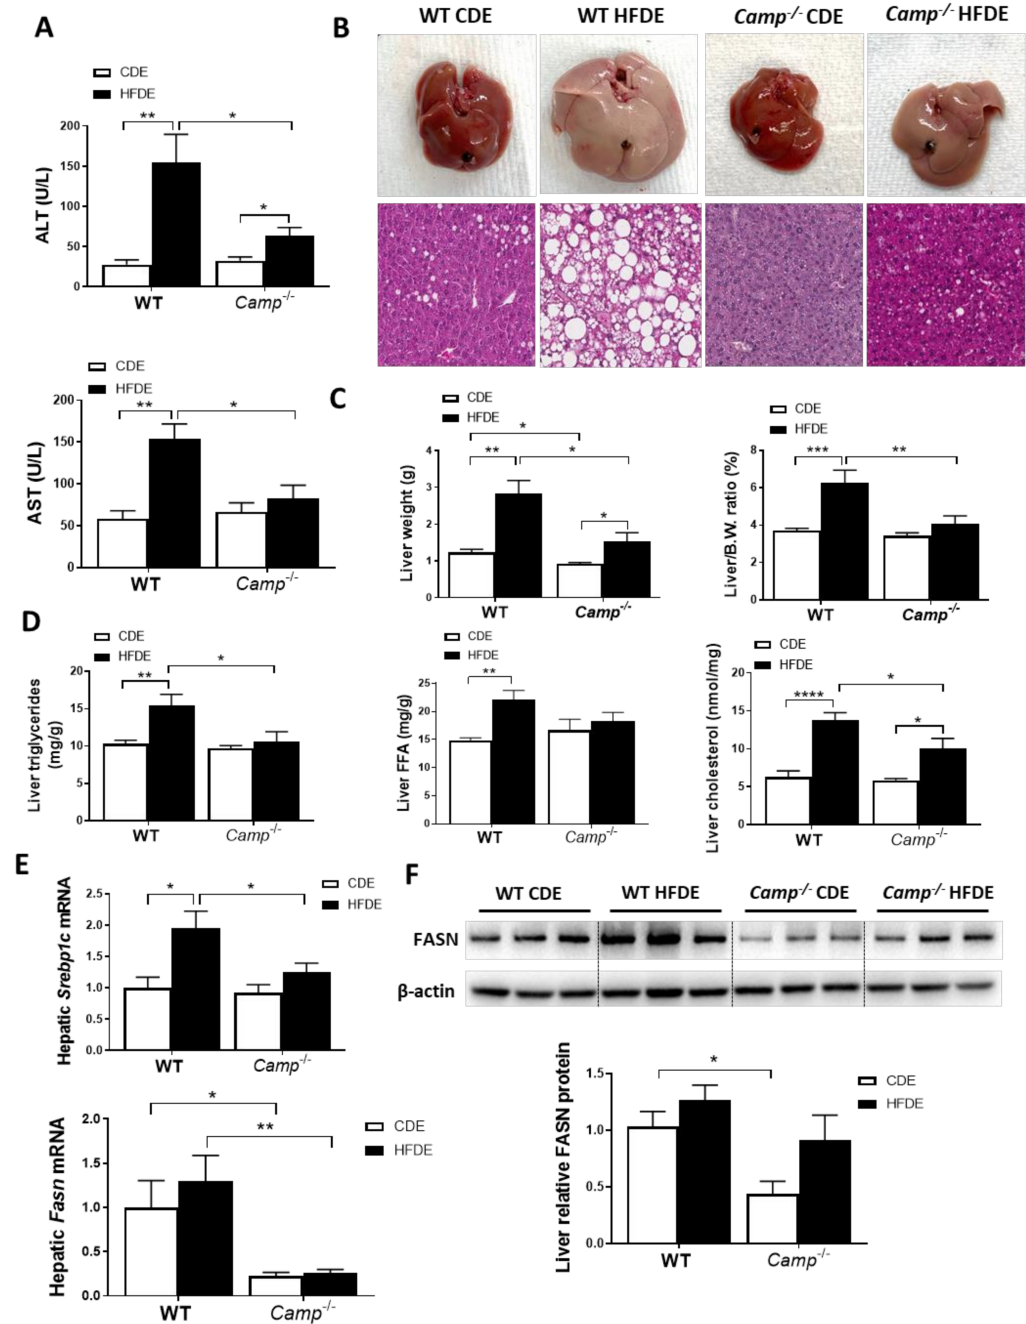 A
CDE
HFDE
ALT (U/L)
200
150
100
50
0
**
*
*
WT
Camp-/-
CDE
HFDE
AST (U/L)
200
150
100
50
0
**
*
WT
Camp-/-
B
WT CDE
WT HFDE
Camp-/- CDE
Camp-/- HFDE
C
CDE
HFDE
Liver weight (g)
4
3
2
1
0
*
**
*
*
WT
Camp-/-
CDE
HFDE
Liver/B.W. ratio (%)
8
6
4
2
0
***
**
WT
Camp-/-
D
CDE
HFDE
Liver triglycerides
(mg/g)
20
15
10
5
0
**
*
WT
Camp-/-
CDE
HFDE
Liver FFA (mg/g)
25
20
15
10
5
0
**
WT
Camp-/-
CDE
HFDE
Liver cholesterol (nmol/mg)
20
15
10
5
0
****
*
*
WT
Camp-/-
E
CDE
HFDE
Hepatic Srebp1c mRNA
2.5
2.0
1.5
1.0
0.5
0.0
*
*
WT
Camp-/-
CDE
HFDE
Hepatic Fasn mRNA
2.0
1.5
1.0
0.5
0.0
*
**
WT
Camp-/-
F
WT CDE
WT HFDE
Camp-/- CDE
Camp-/- HFDE
FASN
β-actin
CDE
HFDE
Liver relative FASN protein
1.5
1.0
0.5
0.0
*
WT
Camp-/-